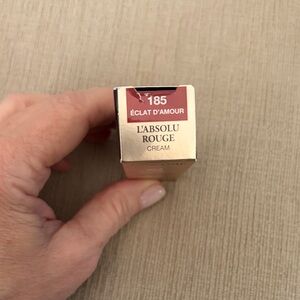 185
ÉCLAT D'AMOUR
L'ABSOLU
ROUGE
CREAM